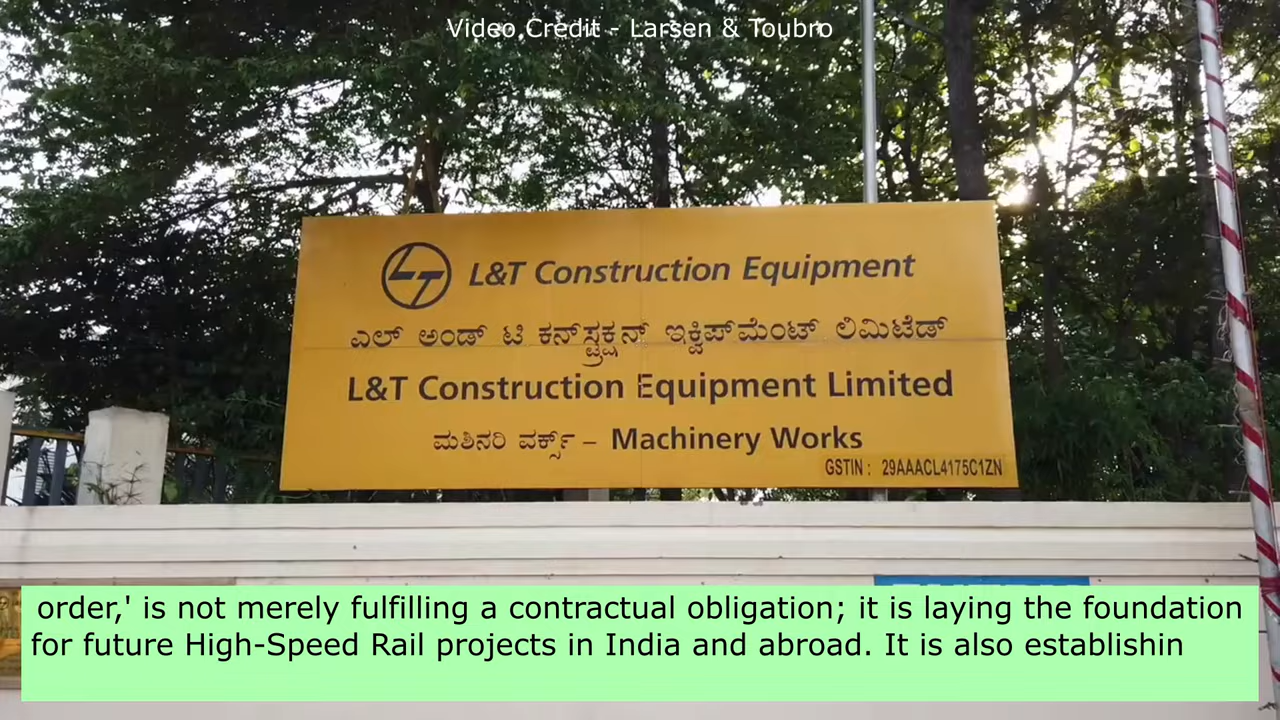 Video Credit - Larsen & Toubro
LT L&T Construction Equipment
ಎಲ್ ಅಂಡ್ ಟಿ ಕನ್‌ಸ್ಟ್ರಕ್ಷನ್ ಇಕ್ವಿಪ್‌ಮೆಂಟ್ ಲಿಮಿಟೆಡ್
L&T Construction Equipment Limited
ಮಶಿನರಿ ವರ್ಕ್ಸ್ – Machinery Works
GSTIN : 29AAACL4175C1ZN
order,' is not merely fulfilling a contractual obligation; it is laying the foundation
for future High-Speed Rail projects in India and abroad. It is also establishin